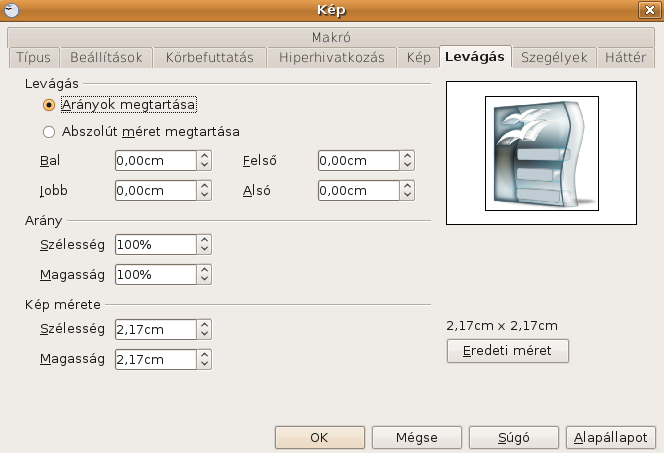 Kép
Makró
Típus Beállítások Körbefuttatás Hiperhivatkozás Kép Levágás Szegélyek Háttér
Levágás
Arányok megtartása
Abszolút méret megtartása
Bal 0,00cm Felső 0,00cm
Jobb 0,00cm Alsó 0,00cm
Arány
Szélesség 100%
Magasság 100%
Kép mérete
Szélesség 2,17cm
Magasság 2,17cm
2,17cm x 2,17cm
Eredeti méret
OK Mégse Súgó Alapállapot